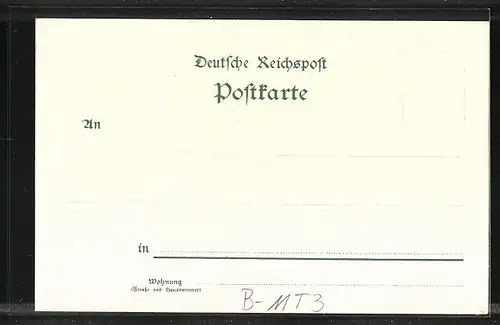 Deutsche Reichspost
Postkarte
An
in
Wohnung
(Straße und Hausnummer)
B-MT3